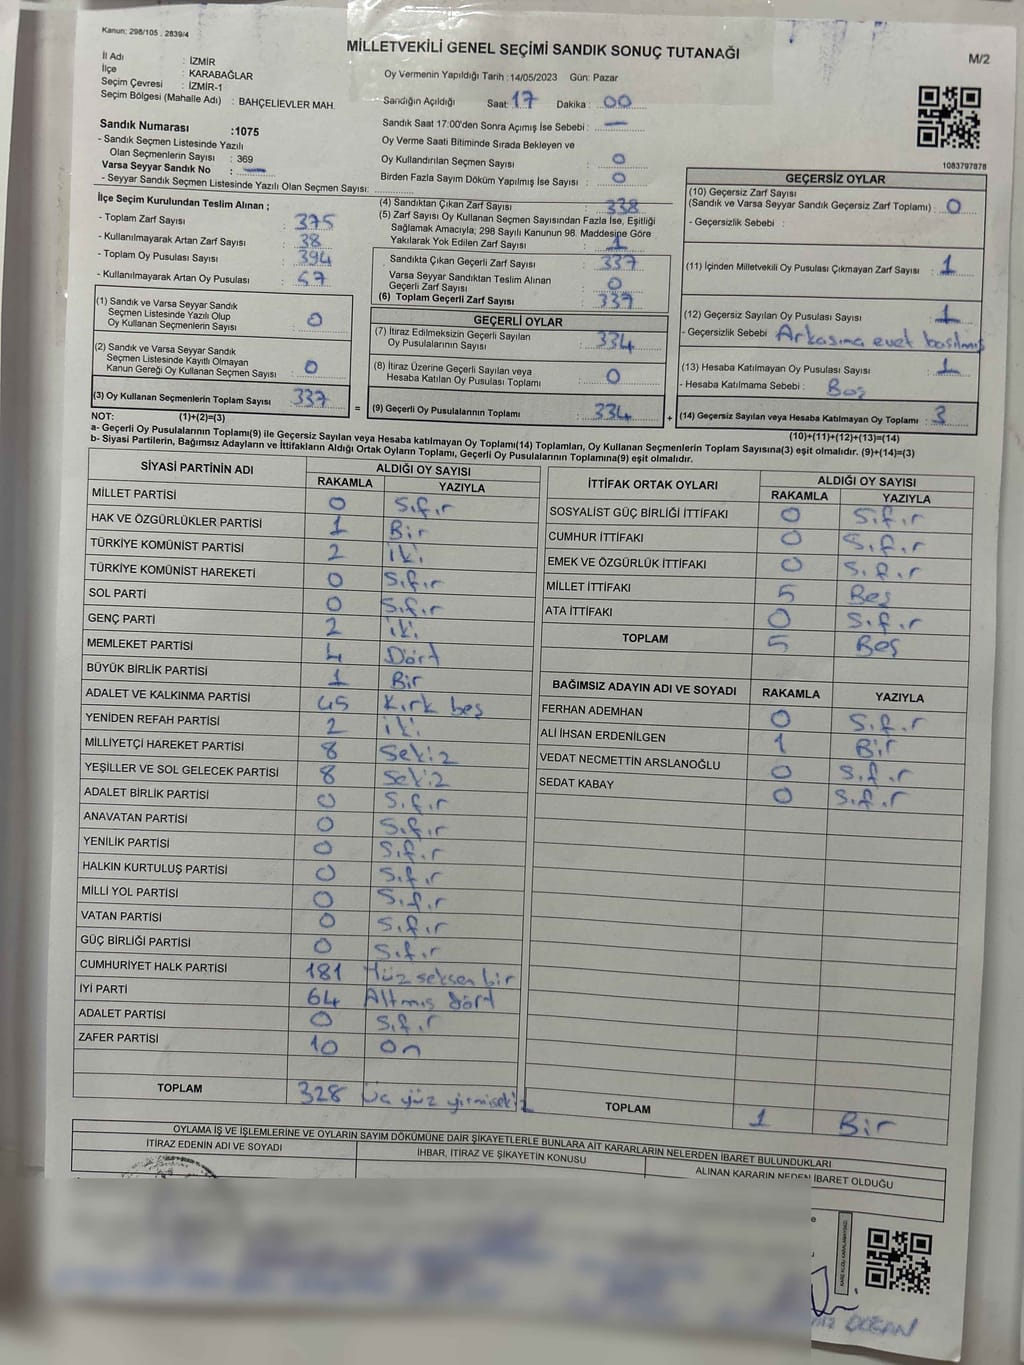 Kanun; 298/105 , 2839/4
MİLLETVEKİLİ GENEL SEÇİMİ SANDIK SONUÇ TUTANAĞI
M/2
İl Adı : İZMİR
İlçe : KARABAĞLAR
Seçim Çevresi : İZMİR-1
Seçim Bölgesi (Mahalle Adı) : BAHÇELİEVLER MAH.
Sandık Numarası :1075
- Sandık Seçmen Listesinde Yazılı
Olan Seçmenlerin Sayısı : 369
Varsa Seyyar Sandık No : —
- Seyyar Sandık Seçmen Listesinde Yazılı Olan Seçmen Sayısı:
Oy Vermenin Yapıldığı Tarih :14/05/2023 Gün: Pazar
Sandığın Açıldığı Saat: 17 Dakika : 00
Sandık Saat 17:00'den Sonra Açımış İse Sebebi : —
Oy Verme Saati Bitiminde Sırada Bekleyen ve
Oy Kullandırılan Seçmen Sayısı : 0
Birden Fazla Sayım Döküm Yapılmış İse Sayısı : 0
1083797878
İlçe Seçim Kurulundan Teslim Alınan ;
- Toplam Zarf Sayısı : 375
- Kullanılmayarak Artan Zarf Sayısı : 38
- Toplam Oy Pusulası Sayısı : 394
- Kullanılmayarak Artan Oy Pusulası : 57
(1) Sandık ve Varsa Seyyar Sandık
Seçmen Listesinde Yazılı Olup
Oy Kullanan Seçmenlerin Sayısı : 0
(2) Sandık ve Varsa Seyyar Sandık
Seçmen Listesinde Kayıtlı Olmayan
Kanun Gereği Oy Kullanan Seçmen Sayısı : 0
(3) Oy Kullanan Seçmenlerin Toplam Sayısı : 337
(4) Sandıktan Çıkan Zarf Sayısı : 338
(5) Zarf Sayısı Oy Kullanan Seçmen Sayısından Fazla İse, Eşitliği
Sağlamak Amacıyla; 298 Sayılı Kanunun 98. Maddesine Göre
Yakılarak Yok Edilen Zarf Sayısı : 1
Sandıkta Çıkan Geçerli Zarf Sayısı : 337
Varsa Seyyar Sandıktan Teslim Alınan
Geçerli Zarf Sayısı : 0
(6) Toplam Geçerli Zarf Sayısı : 337
GEÇERLİ OYLAR
(7) İtiraz Edilmeksizin Geçerli Sayılan
Oy Pusulalarının Sayısı : 334
(8) İtiraz Üzerine Geçerli Sayılan veya
Hesaba Katılan Oy Pusulası Toplamı : 0
= (9) Geçerli Oy Pusulalarının Toplamı : 334 +
GEÇERSİZ OYLAR
(10) Geçersiz Zarf Sayısı
(Sandık ve Varsa Seyyar Sandık Geçersiz Zarf Toplamı) : 0
- Geçersizlik Sebebi :
(11) İçinden Milletvekili Oy Pusulası Çıkmayan Zarf Sayısı : 1
(12) Geçersiz Sayılan Oy Pusulası Sayısı : 1
- Geçersizlik Sebebi : Arkasına evet basılmış
(13) Hesaba Katılmayan Oy Pusulası Sayısı : 1
- Hesaba Katılmama Sebebi : Boş
(14) Geçersiz Sayılan veya Hesaba Katılmayan Oy Toplamı : 3
NOT: (1)+(2)=(3)
(10)+(11)+(12)+(13)=(14)
a- Geçerli Oy Pusulalarının Toplamı(9) ile Geçersiz Sayılan veya Hesaba katılmayan Oy Toplamı(14) Toplamları, Oy Kullanan Seçmenlerin Toplam Sayısına(3) eşit olmalıdır. (9)+(14)=(3)
b- Siyasi Partilerin, Bağımsız Adayların ve İttifakların Aldığı Ortak Oyların Toplamı, Geçerli Oy Pusulalarının Toplamına(9) eşit olmalıdır.
SİYASİ PARTİNİN ADI ALDIĞI OY SAYISI
RAKAMLA YAZIYLA
MİLLET PARTİSİ 0 Sıfır
HAK VE ÖZGÜRLÜKLER PARTİSİ 1 Bir
TÜRKİYE KOMÜNİST PARTİSİ 2 iki
TÜRKİYE KOMÜNİST HAREKETİ 0 Sıfır
SOL PARTİ 0 Sıfır
GENÇ PARTİ 2 iki
MEMLEKET PARTİSİ 4 Dört
BÜYÜK BİRLİK PARTİSİ 1 Bir
ADALET VE KALKINMA PARTİSİ 45 Kırk beş
YENİDEN REFAH PARTİSİ 2 iki
MİLLİYETÇİ HAREKET PARTİSİ 8 Sekiz
YEŞİLLER VE SOL GELECEK PARTİSİ 8 Sekiz
ADALET BİRLİK PARTİSİ 0 Sıfır
ANAVATAN PARTİSİ 0 Sıfır
YENİLİK PARTİSİ 0 Sıfır
HALKIN KURTULUŞ PARTİSİ 0 Sıfır
MİLLİ YOL PARTİSİ 0 Sıfır
VATAN PARTİSİ 0 Sıfır
GÜÇ BİRLİĞİ PARTİSİ 0 Sıfır
CUMHURİYET HALK PARTİSİ 181 Yüz seksen bir
İYİ PARTİ 64 Altmış dört
ADALET PARTİSİ 0 Sıfır
ZAFER PARTİSİ 10 On
TOPLAM 328 Üç yüz yirmisekiz
İTTİFAK ORTAK OYLARI ALDIĞI OY SAYISI
RAKAMLA YAZIYLA
SOSYALİST GÜÇ BİRLİĞİ İTTİFAKI 0 Sıfır
CUMHUR İTTİFAKI 0 Sıfır
EMEK VE ÖZGÜRLÜK İTTİFAKI 0 Sıfır
MİLLET İTTİFAKI 5 Beş
ATA İTTİFAKI 0 Sıfır
TOPLAM 5 Beş
BAĞIMSIZ ADAYIN ADI VE SOYADI RAKAMLA YAZIYLA
FERHAN ADEMHAN 0 Sıfır
ALİ İHSAN ERDENİLGEN 1 Bir
VEDAT NECMETTİN ARSLANOĞLU 0 Sıfır
SEDAT KABAY 0 Sıfır
TOPLAM 1 Bir
OYLAMA İŞ VE İŞLEMLERİNE VE OYLARIN SAYIM DÖKÜMÜNE DAİR ŞİKAYETLERLE BUNLARA AİT KARARLARIN NELERDEN İBARET BULUNDUKLARI
İTİRAZ EDENİN ADI VE SOYADI İHBAR, İTİRAZ VE ŞİKAYETİN KONUSU ALINAN KARARIN NEDEN İBARET OLDUĞU
DOĞAN